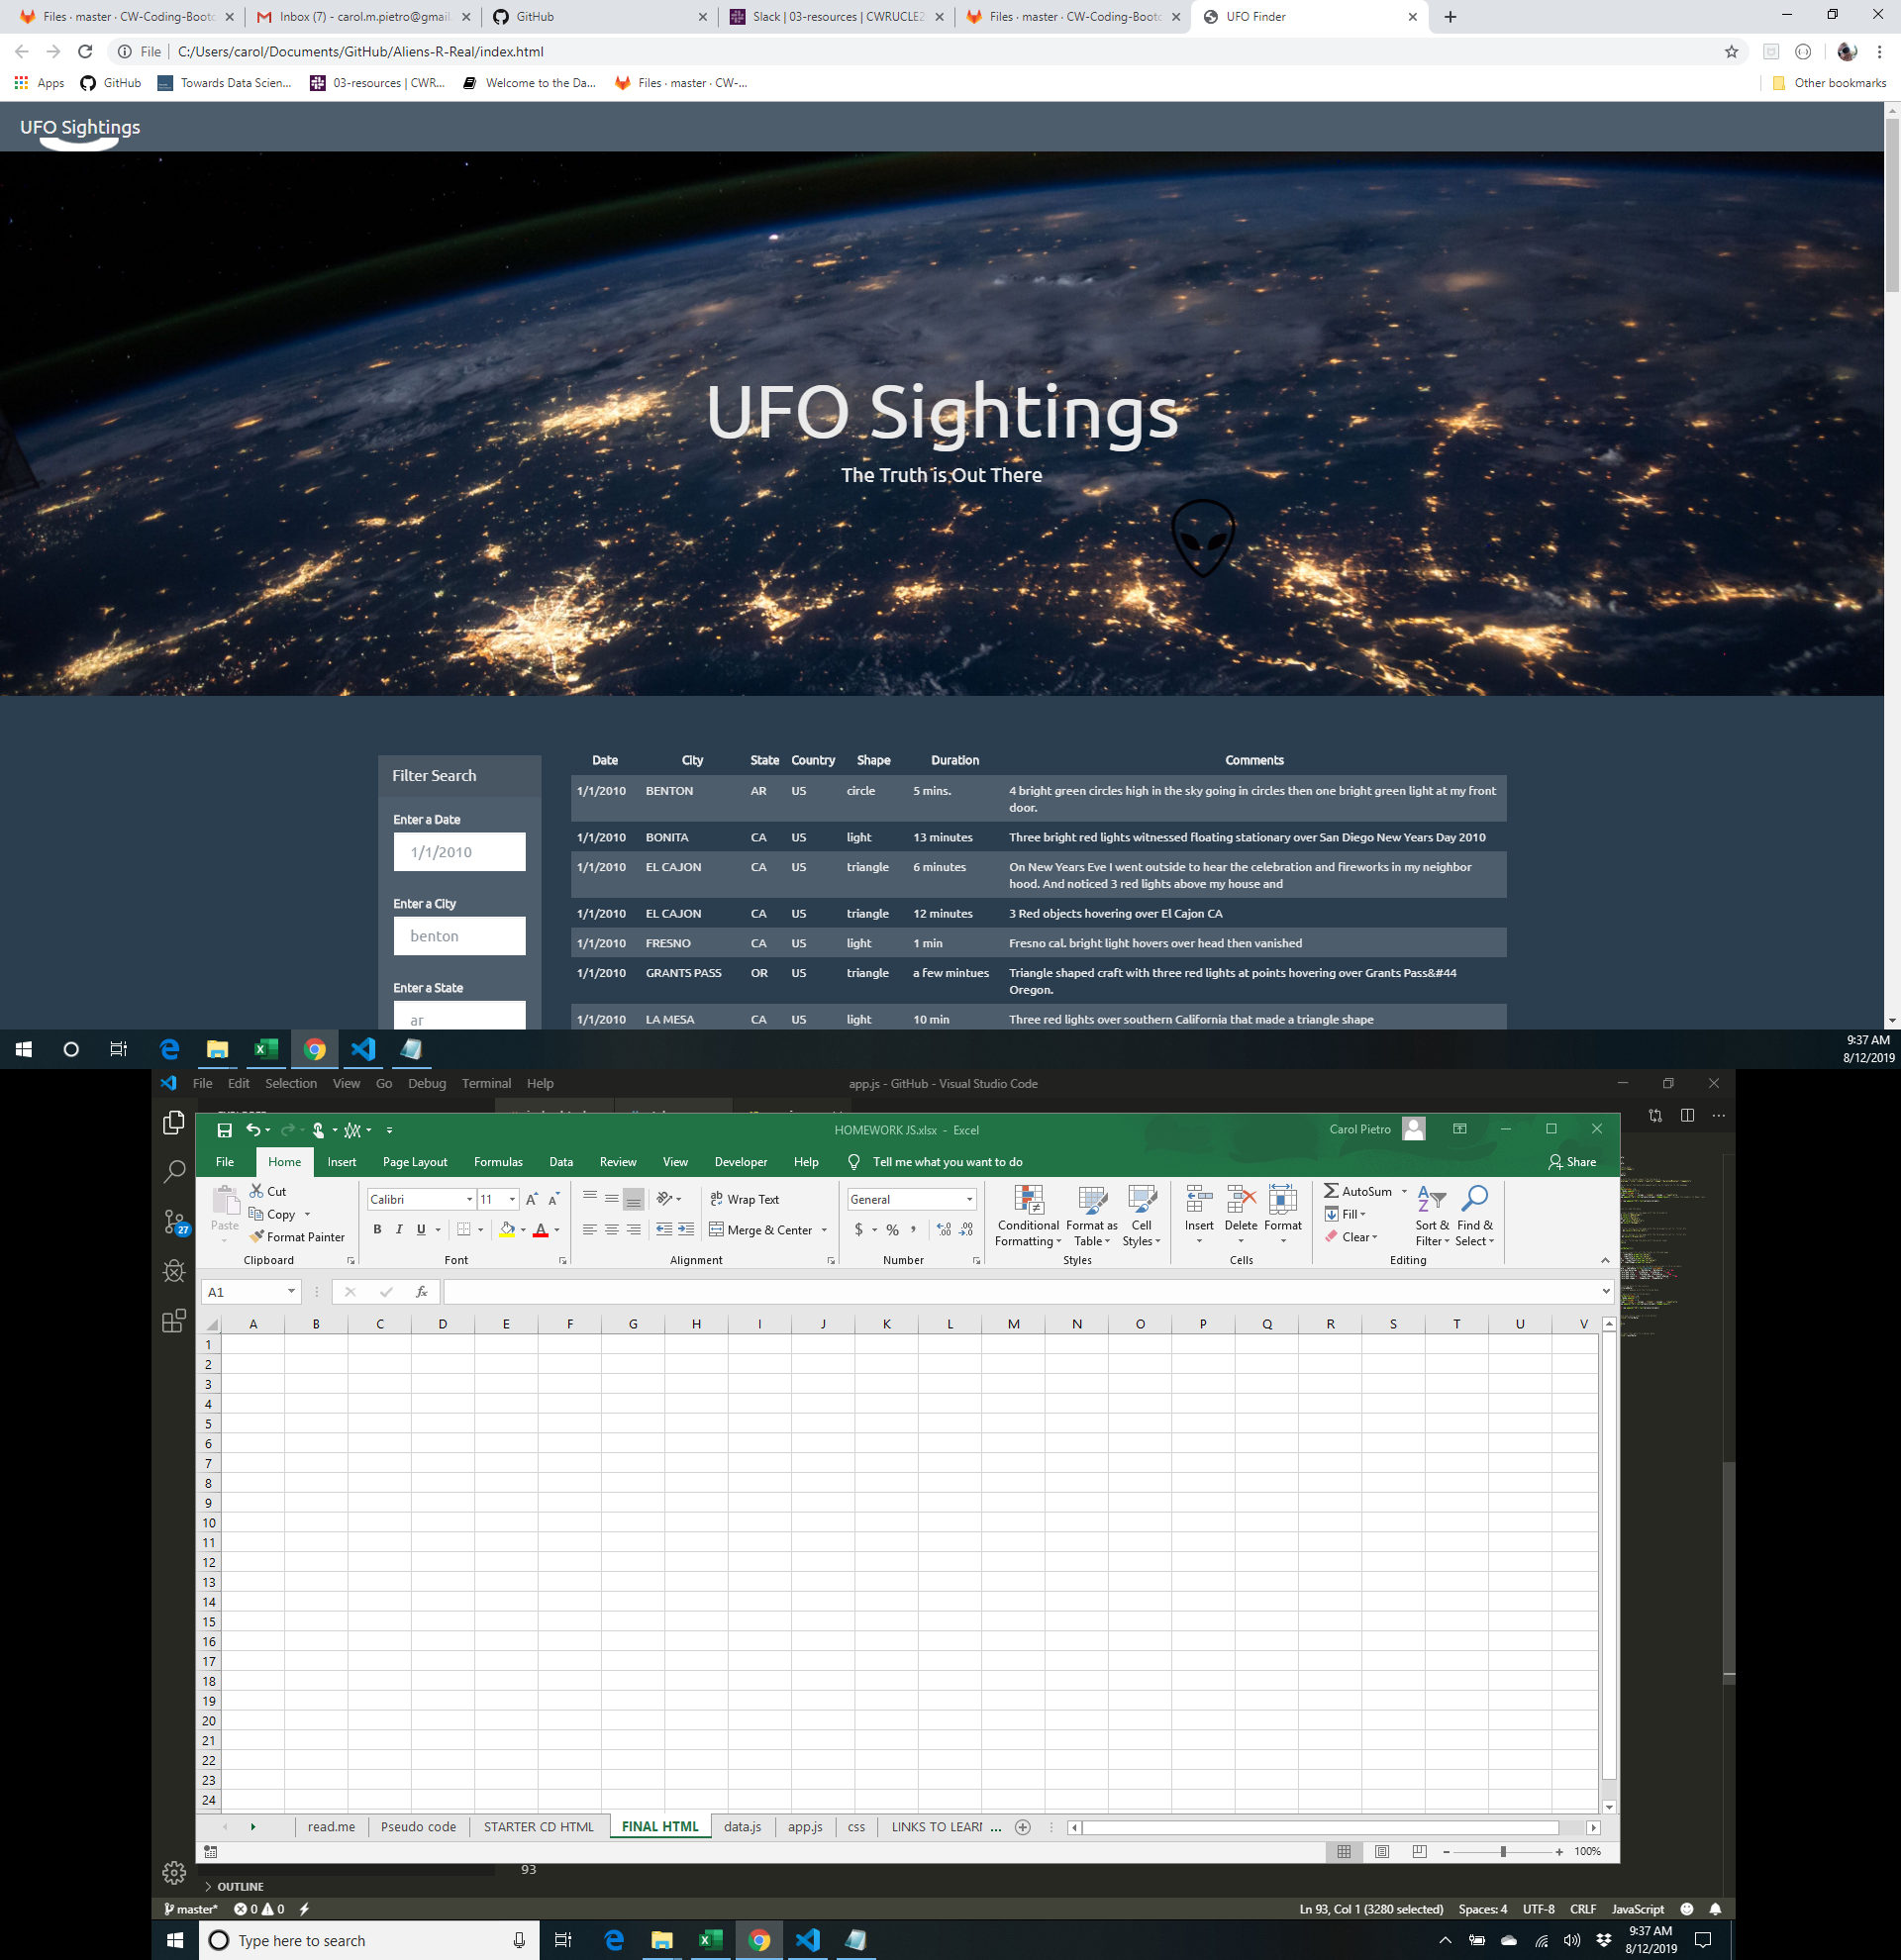 Files · master · CW-Coding-Bootc
Inbox (7) - carol.m.pietro@gmail
GitHub
Slack | 03-resources | CWRUCLE2
Files · master · CW-Coding-Bootc
UFO Finder
File | C:/Users/carol/Documents/GitHub/Aliens-R-Real/index.html
Apps GitHub Towards Data Scien... 03-resources | CWR... Welcome to the Da... Files · master · CW-... Other bookmarks
UFO Sightings
UFO Sightings
The Truth is Out There
Filter Search
Enter a Date
1/1/2010
Enter a City
benton
Enter a State
ar
Date City State Country Shape Duration Comments
1/1/2010 BENTON AR US circle 5 mins. 4 bright green circles high in the sky going in circles then one bright green light at my front
door.
1/1/2010 BONITA CA US light 13 minutes Three bright red lights witnessed floating stationary over San Diego New Years Day 2010
1/1/2010 EL CAJON CA US triangle 6 minutes On New Years Eve I went outside to hear the celebration and fireworks in my neighbor
hood. And noticed 3 red lights above my house and
1/1/2010 EL CAJON CA US triangle 12 minutes 3 Red objects hovering over El Cajon CA
1/1/2010 FRESNO CA US light 1 min Fresno cal. bright light hovers over head then vanished
1/1/2010 GRANTS PASS OR US triangle a few mintues Triangle shaped craft with three red lights at points hovering over Grants Pass&#44
Oregon.
1/1/2010 LA MESA CA US light 10 min Three red lights over southern California that made a triangle shape
9:37 AM
8/12/2019
File Edit Selection View Go Debug Terminal Help app.js - GitHub - Visual Studio Code
HOMEWORK JS.xlsx - Excel Carol Pietro
File Home Insert Page Layout Formulas Data Review View Developer Help Tell me what you want to do Share
Paste Cut
Copy
Format Painter
Clipboard
Calibri 11
B I U
Font
Wrap Text
Merge & Center
Alignment
General
$ % ,
Number
Conditional
Formatting
Format as
Table
Cell
Styles
Styles
Insert Delete Format
Cells
AutoSum
Fill
Clear
Sort &
Filter
Find &
Select
Editing
27
A1 fx
A B C D E F G H I J K L M N O P Q R S T U V
1
2
3
4
5
6
7
8
9
10
11
12
13
14
15
16
17
18
19
20
21
22
23
24
read.me Pseudo code STARTER CD HTML FINAL HTML data.js app.js css LINKS TO LEARN ...
100%
93
OUTLINE
master* 0 0 Ln 93, Col 1 (3280 selected) Spaces: 4 UTF-8 CRLF JavaScript
Type here to search
9:37 AM
8/12/2019